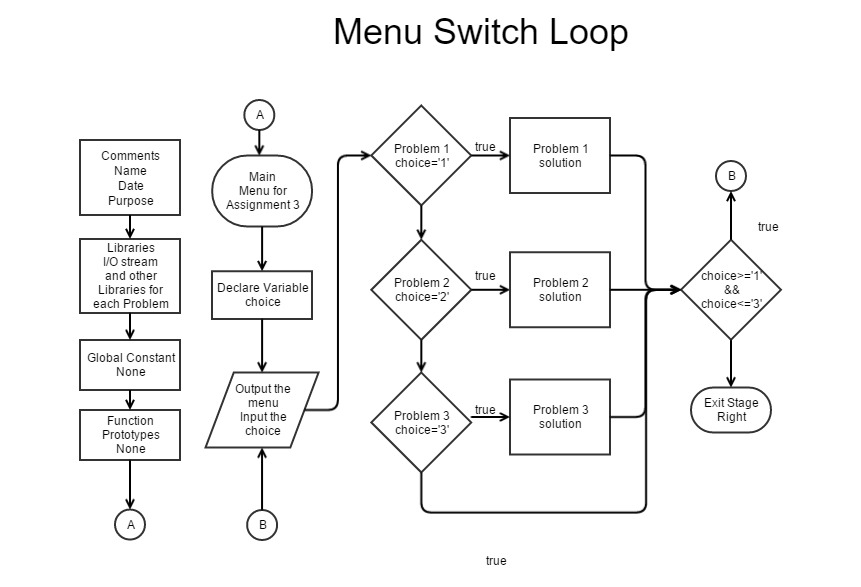 Menu Switch Loop
Comments
Name
Date
Purpose
Libraries
I/O stream
and other
Libraries for
each Problem
Global Constant
None
Function
Prototypes
None
A
A
Main
Menu for
Assignment 3
Declare Variable
choice
Output the
menu
Input the
choice
B
Problem 1
choice='1'
true
Problem 1
solution
Problem 2
choice='2'
true
Problem 2
solution
Problem 3
choice='3'
true
Problem 3
solution
B
true
choice>='1'
&&
choice<='3'
Exit Stage
Right
true